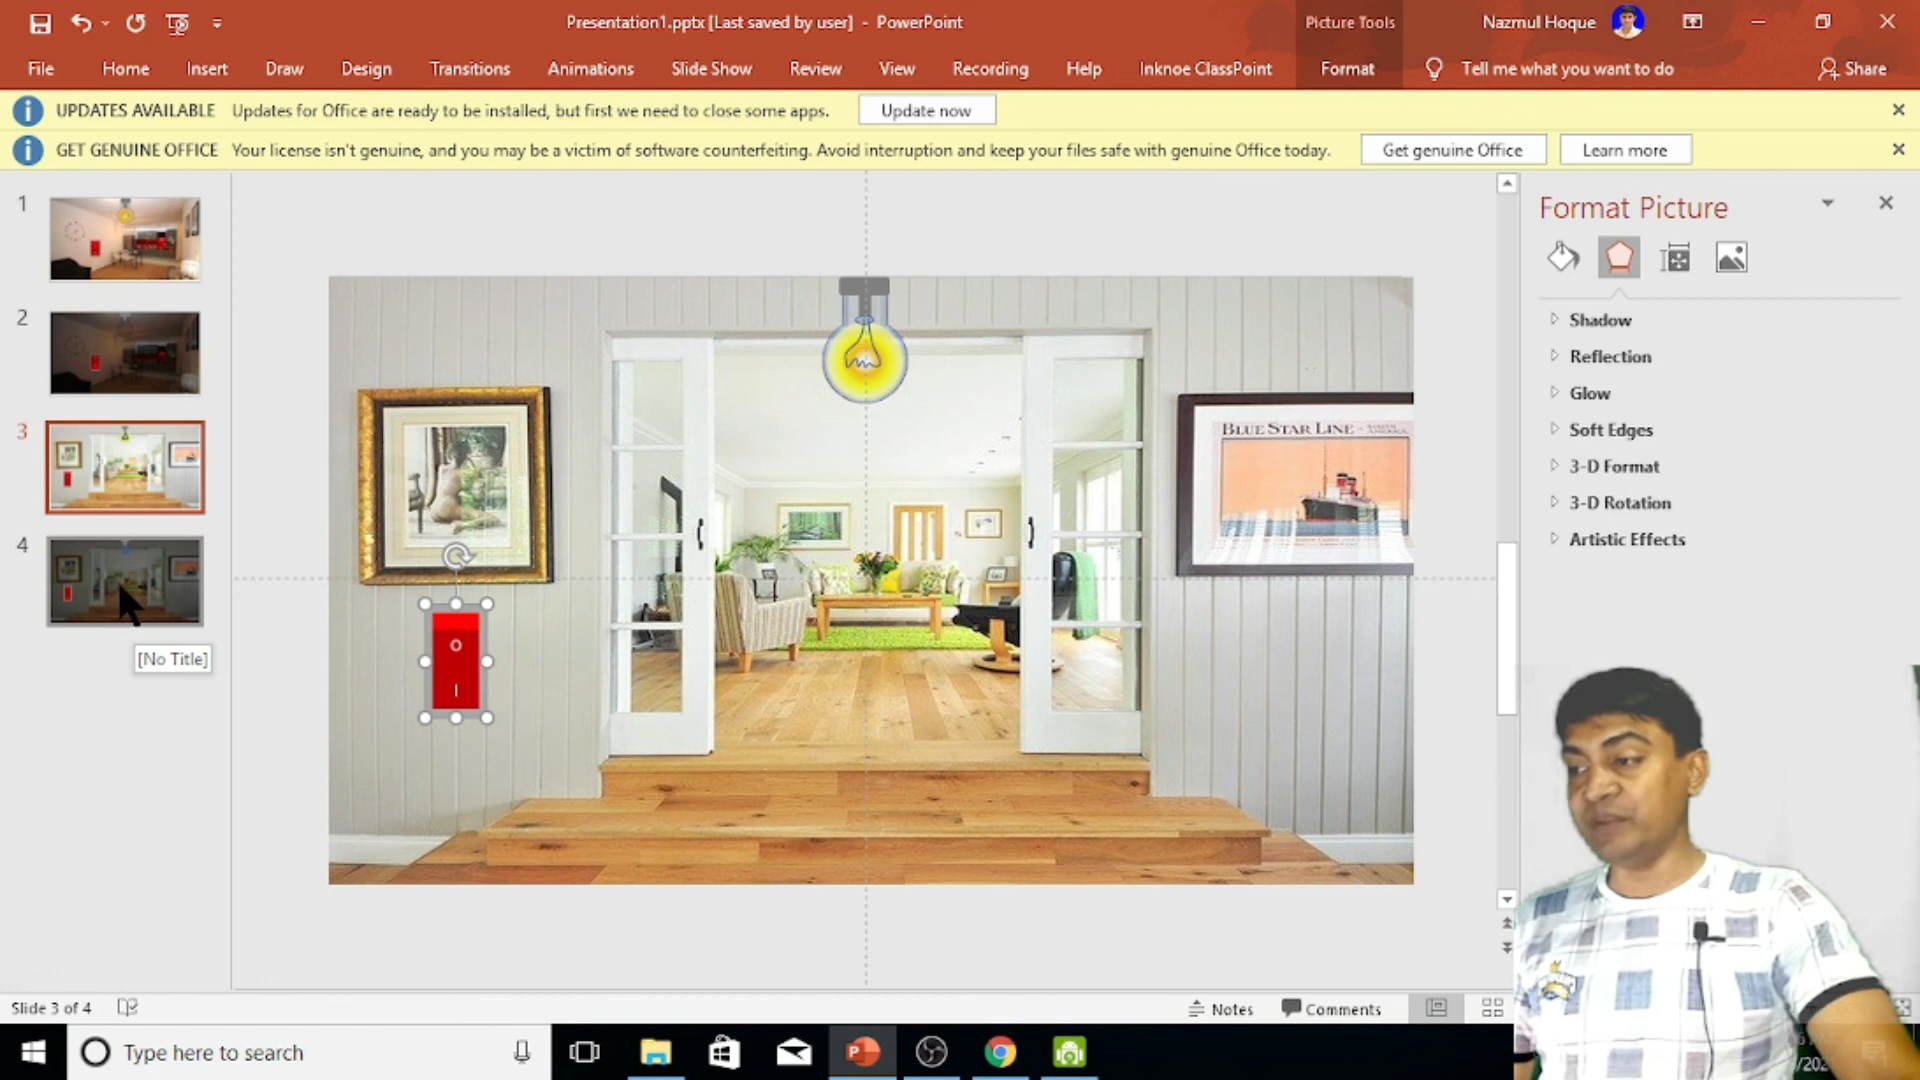 Presentation1.pptx [Last saved by user] - PowerPoint
Picture Tools
Nazmul Hoque
File Home Insert Draw Design Transitions Animations Slide Show Review View Recording Help Inknoe ClassPoint Format Tell me what you want to do Share
UPDATES AVAILABLE Updates for Office are ready to be installed, but first we need to close some apps. Update now
GET GENUINE OFFICE Your license isn't genuine, and you may be a victim of software counterfeiting. Avoid interruption and keep your files safe with genuine Office today. Get genuine Office Learn more
1
2
3
4
[No Title]
BLUE STAR LINE
O
I
Format Picture
Shadow
Reflection
Glow
Soft Edges
3-D Format
3-D Rotation
Artistic Effects
Slide 3 of 4 Notes Comments
Type here to search